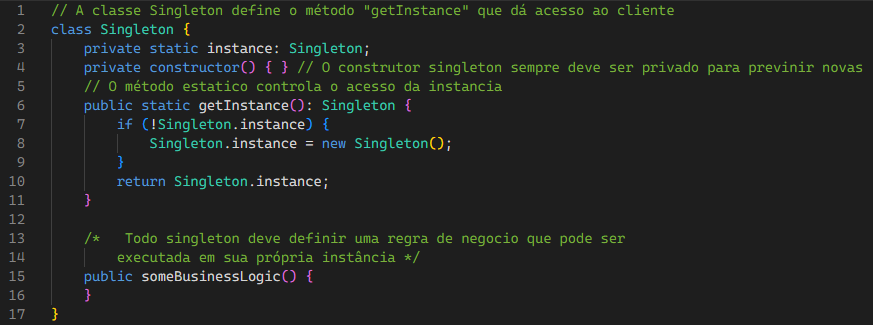 1 // A classe Singleton define o método "getInstance" que dá acesso ao cliente
2 class Singleton {
3     private static instance: Singleton;
4     private constructor() { } // O construtor singleton sempre deve ser privado para previnir novas
5     // O método estatico controla o acesso da instancia
6     public static getInstance(): Singleton {
7         if (!Singleton.instance) {
8             Singleton.instance = new Singleton();
9         }
10         return Singleton.instance;
11     }
12
13     /*   Todo singleton deve definir uma regra de negocio que pode ser
14         executada em sua própria instância */
15     public someBusinessLogic() {
16     }
17 }